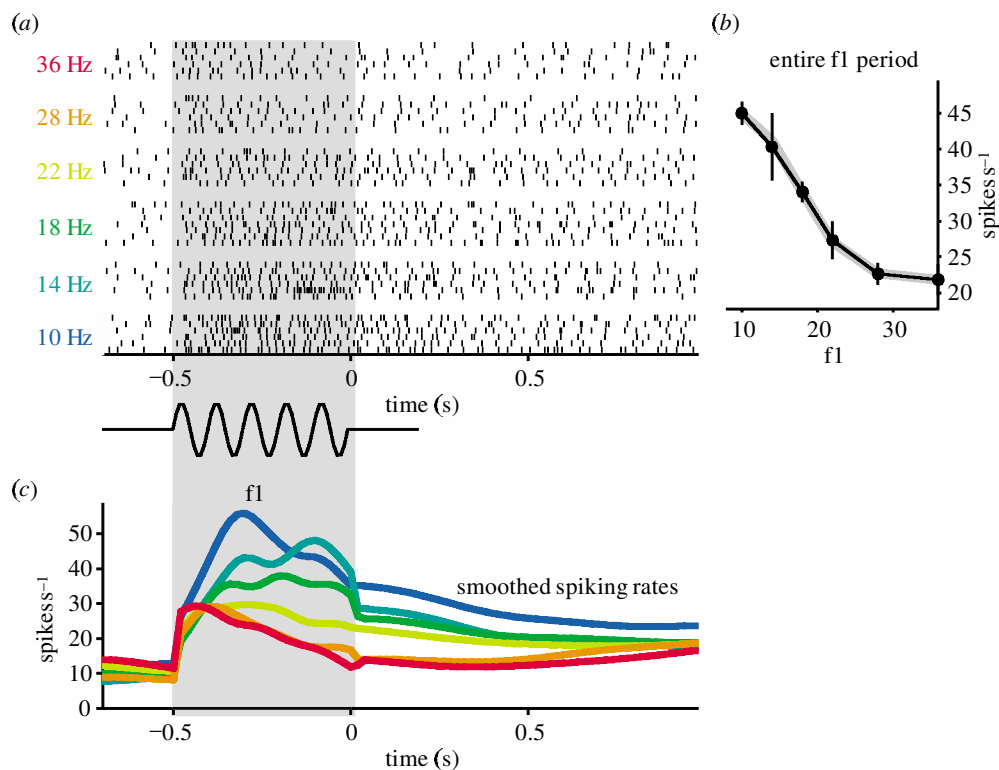 (a)
36 Hz
28 Hz
22 Hz
18 Hz
14 Hz
10 Hz
−0.5 0 0.5
time (s)
(b)
entire f1 period
45
40
35
30
25
20
spikes s⁻¹
10 20 30
f1
(c)
f1
50
40
30
20
10
0
spikes s⁻¹
smoothed spiking rates
−0.5 0 0.5
time (s)